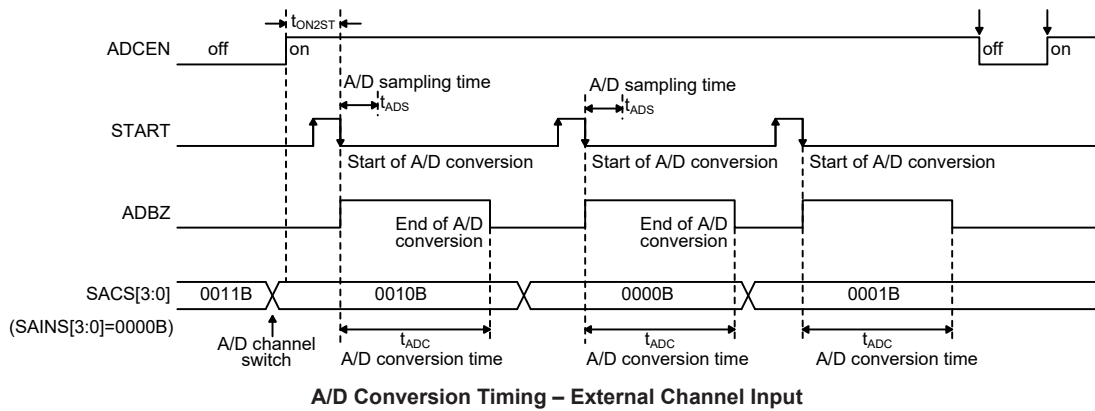 tON2ST
ADCEN off on off on
A/D sampling time A/D sampling time
tADS tADS
START
Start of A/D conversion Start of A/D conversion Start of A/D conversion
ADBZ
End of A/D conversion End of A/D conversion
SACS[3:0] 0011B 0010B 0000B 0001B
(SAINS[3:0]=0000B)
A/D channel switch
tADC tADC tADC
A/D conversion time A/D conversion time A/D conversion time
A/D Conversion Timing – External Channel Input